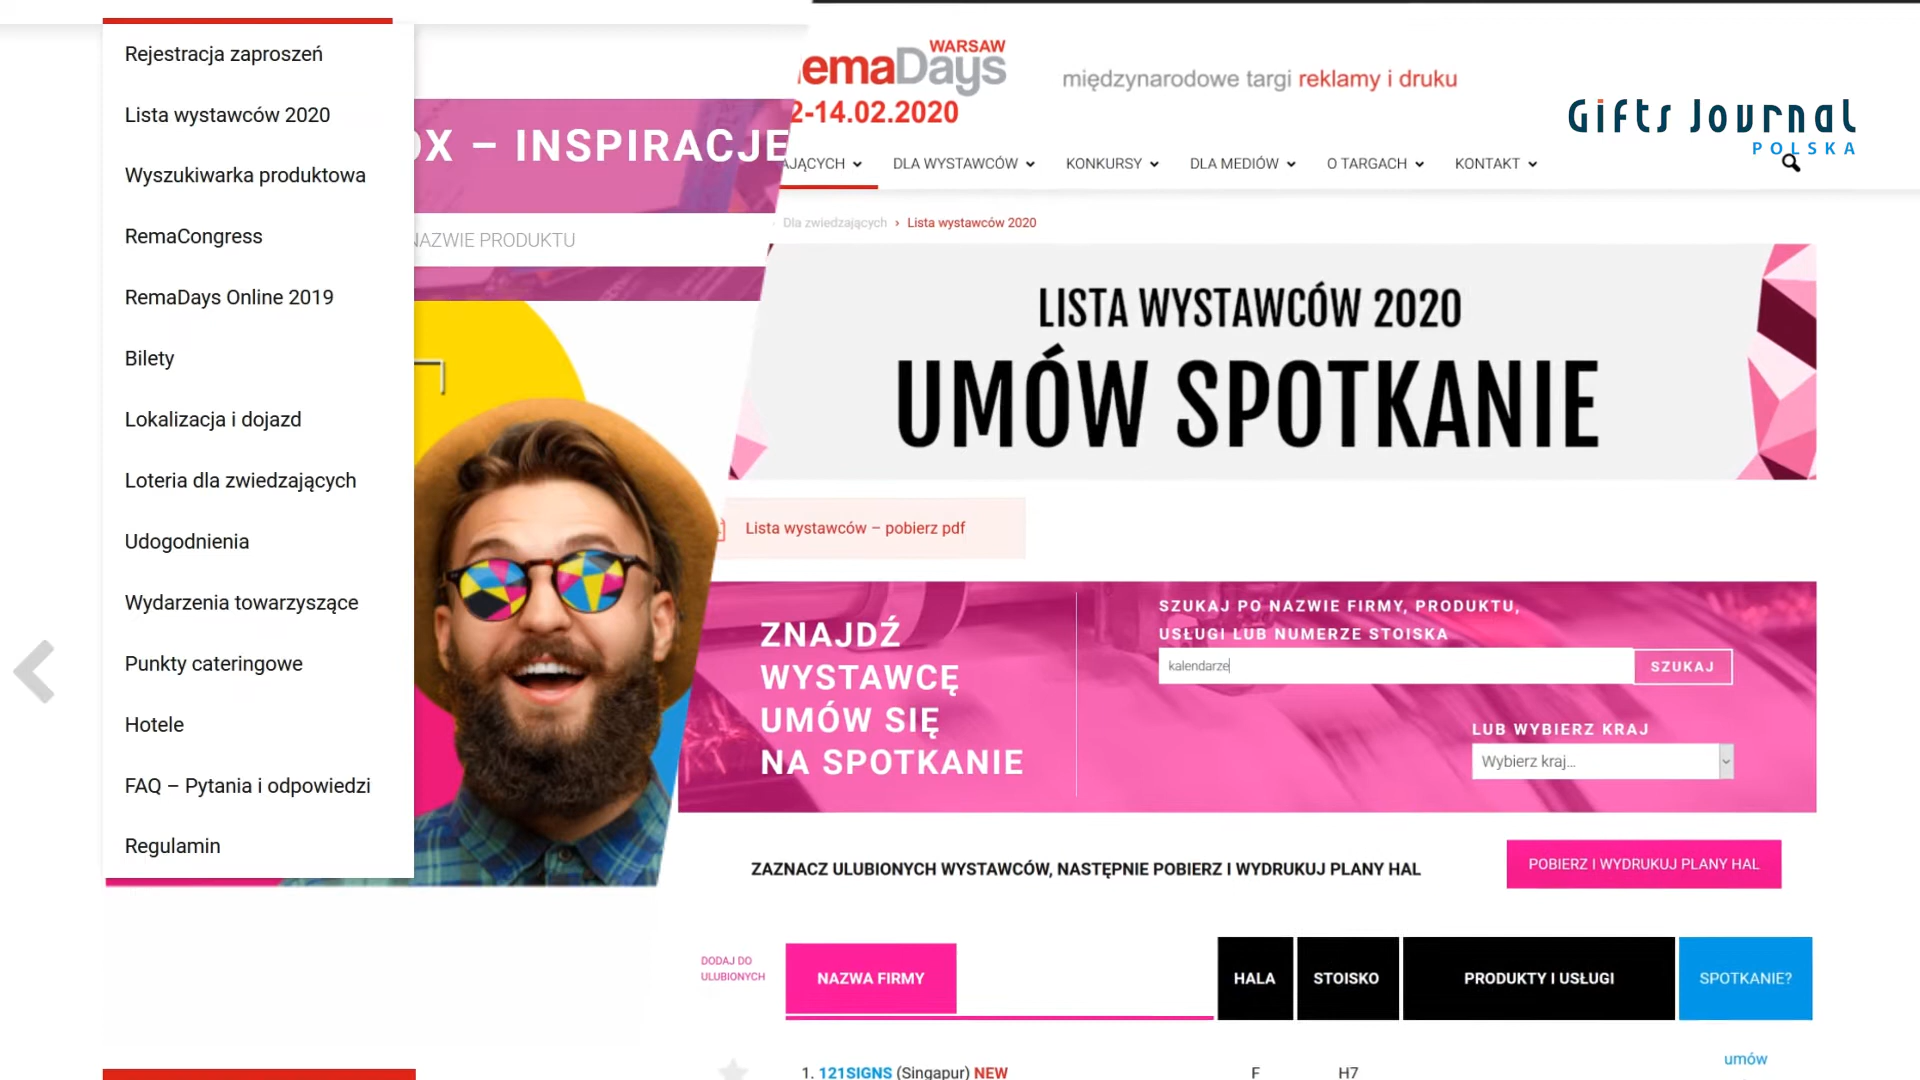 Rejestracja zaproszeń
Lista wystawców 2020
Wyszukiwarka produktowa
RemaCongress
RemaDays Online 2019
Bilety
Lokalizacja i dojazd
Loteria dla zwiedzających
Udogodnienia
Wydarzenia towarzyszące
Punkty cateringowe
Hotele
FAQ – Pytania i odpowiedzi
Regulamin
OX – INSPIRACJE
NAZWIE PRODUKTU
WARSAW
emaDays
2-14.02.2020
międzynarodowe targi reklamy i druku
Gifts Journal
POLSKA
AJĄCYCH DLA WYSTAWCÓW KONKURSY DLA MEDIÓW O TARGACH KONTAKT
Dla zwiedzających › Lista wystawców 2020
LISTA WYSTAWCÓW 2020
UMÓW SPOTKANIE
Lista wystawców – pobierz pdf
ZNAJDŹ
WYSTAWCĘ
UMÓW SIĘ
NA SPOTKANIE
SZUKAJ PO NAZWIE FIRMY, PRODUKTU,
USŁUGI LUB NUMERZE STOISKA
kalendarze
SZUKAJ
LUB WYBIERZ KRAJ
Wybierz kraj...
ZAZNACZ ULUBIONYCH WYSTAWCÓW, NASTĘPNIE POBIERZ I WYDRUKUJ PLANY HAL
POBIERZ I WYDRUKUJ PLANY HAL
DODAJ DO
ULUBIONYCH
NAZWA FIRMY
HALA
STOISKO
PRODUKTY I USŁUGI
SPOTKANIE?
1. 121SIGNS (Singapur) NEW
F
H7
umów